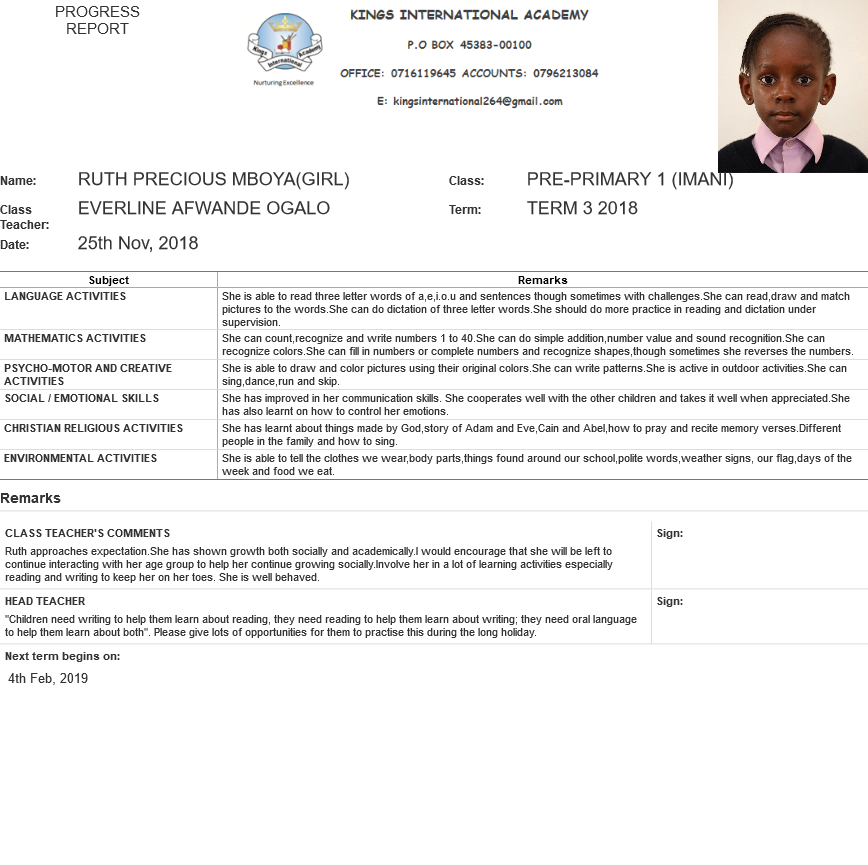 PROGRESS
REPORT
Kings International Academy
Nurturing Excellence
KINGS INTERNATIONAL ACADEMY
P.O BOX 45383-00100
OFFICE: 0716119645 ACCOUNTS: 0796213084
E: kingsinternational264@gmail.com
Name: RUTH PRECIOUS MBOYA(GIRL) Class: PRE-PRIMARY 1 (IMANI)
Class Teacher: EVERLINE AFWANDE OGALO Term: TERM 3 2018
Date: 25th Nov, 2018
Subject Remarks
LANGUAGE ACTIVITIES She is able to read three letter words of a,e,i.o.u and sentences though sometimes with challenges.She can read,draw and match
pictures to the words.She can do dictation of three letter words.She should do more practice in reading and dictation under
supervision.
MATHEMATICS ACTIVITIES She can count,recognize and write numbers 1 to 40.She can do simple addition,number value and sound recognition.She can
recognize colors.She can fill in numbers or complete numbers and recognize shapes,though sometimes she reverses the numbers.
PSYCHO-MOTOR AND CREATIVE
ACTIVITIES
She is able to draw and color pictures using their original colors.She can write patterns.She is active in outdoor activities.She can
sing,dance,run and skip.
SOCIAL / EMOTIONAL SKILLS She has improved in her communication skills. She cooperates well with the other children and takes it well when appreciated.She
has also learnt on how to control her emotions.
CHRISTIAN RELIGIOUS ACTIVITIES She has learnt about things made by God,story of Adam and Eve,Cain and Abel,how to pray and recite memory verses.Different
people in the family and how to sing.
ENVIRONMENTAL ACTIVITIES She is able to tell the clothes we wear,body parts,things found around our school,polite words,weather signs, our flag,days of the
week and food we eat.
Remarks
CLASS TEACHER'S COMMENTS Sign:
Ruth approaches expectation.She has shown growth both socially and academically.I would encourage that she will be left to
continue interacting with her age group to help her continue growing socially.Involve her in a lot of learning activities especially
reading and writing to keep her on her toes. She is well behaved.
HEAD TEACHER Sign:
"Children need writing to help them learn about reading, they need reading to help them learn about writing; they need oral language
to help them learn about both". Please give lots of opportunities for them to practise this during the long holiday.
Next term begins on:
4th Feb, 2019